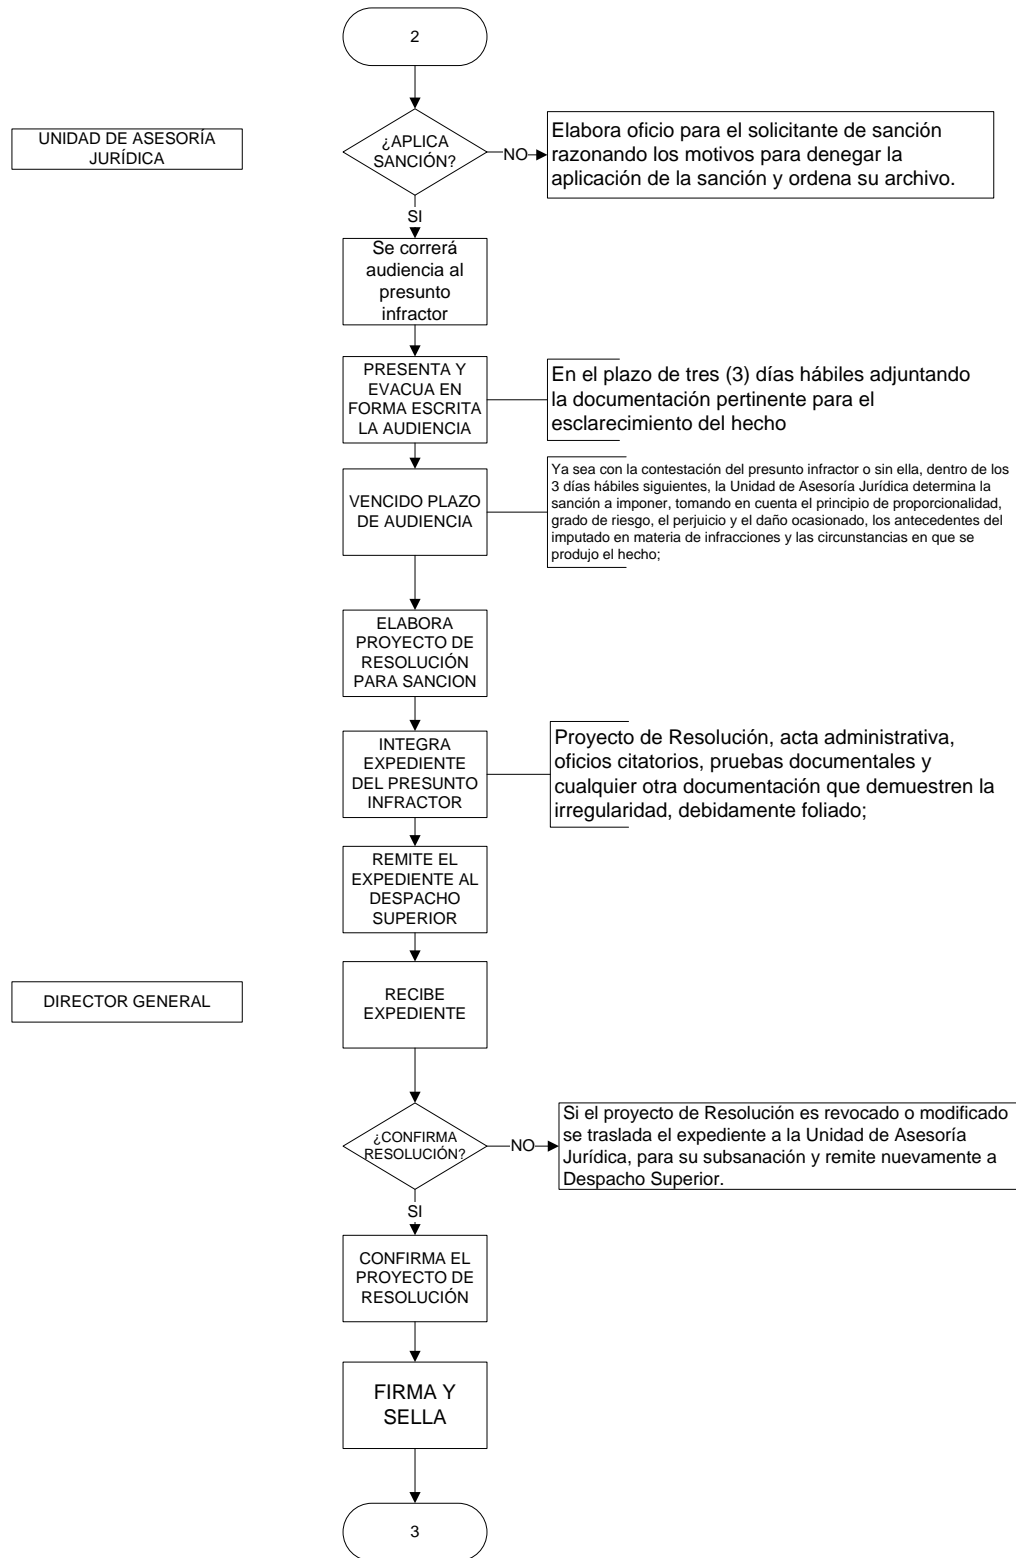 2
UNIDAD DE ASESORÍA
JURÍDICA
¿APLICA
SANCIÓN?
NO
Elabora oficio para el solicitante de sanción
razonando los motivos para denegar la
aplicación de la sanción y ordena su archivo.
SI
Se correrá
audiencia al
presunto
infractor
PRESENTA Y
EVACUA EN
FORMA ESCRITA
LA AUDIENCIA
En el plazo de tres (3) días hábiles adjuntando
la documentación pertinente para el
esclarecimiento del hecho
VENCIDO PLAZO
DE AUDIENCIA
Ya sea con la contestación del presunto infractor o sin ella, dentro de los
3 días hábiles siguientes, la Unidad de Asesoría Jurídica determina la
sanción a imponer, tomando en cuenta el principio de proporcionalidad,
grado de riesgo, el perjuicio y el daño ocasionado, los antecedentes del
imputado en materia de infracciones y las circunstancias en que se
produjo el hecho;
ELABORA
PROYECTO DE
RESOLUCIÓN
PARA SANCION
INTEGRA
EXPEDIENTE
DEL PRESUNTO
INFRACTOR
Proyecto de Resolución, acta administrativa,
oficios citatorios, pruebas documentales y
cualquier otra documentación que demuestren la
irregularidad, debidamente foliado;
REMITE EL
EXPEDIENTE AL
DESPACHO
SUPERIOR
DIRECTOR GENERAL
RECIBE
EXPEDIENTE
¿CONFIRMA
RESOLUCIÓN?
NO
Si el proyecto de Resolución es revocado o modificado
se traslada el expediente a la Unidad de Asesoría
Jurídica, para su subsanación y remite nuevamente a
Despacho Superior.
SI
CONFIRMA EL
PROYECTO DE
RESOLUCIÓN
FIRMA Y
SELLA
3